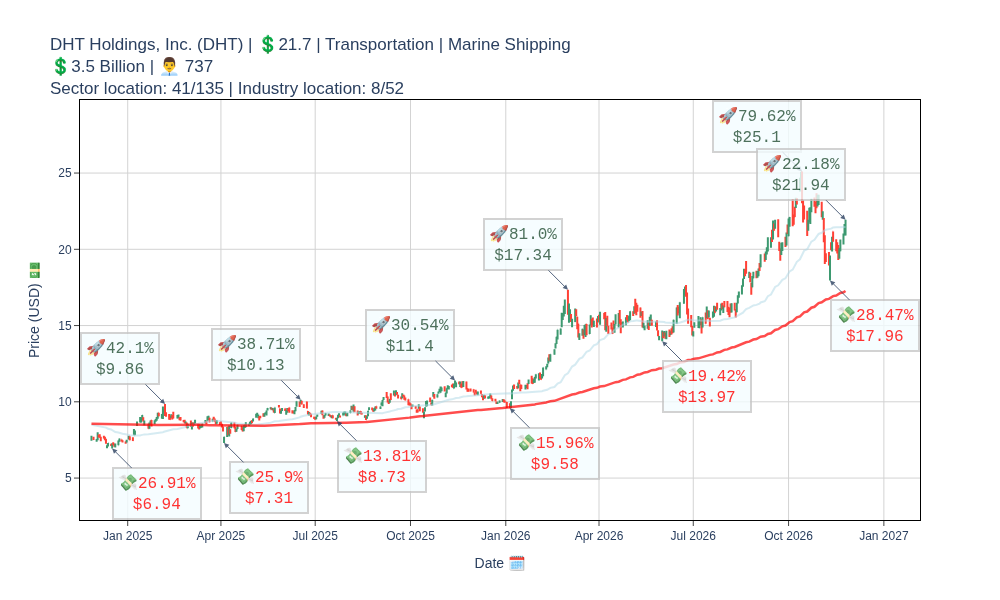 DHT Holdings, Inc. (DHT) | 💲21.7 | Transportation | Marine Shipping
💲3.5 Billion | 👨‍💼 737
Sector location: 41/135 | Industry location: 8/52
🚀79.62%
$25.1
🚀22.18%
$21.94
🚀81.0%
$17.34
🚀30.54%
$11.4
🚀38.71%
$10.13
🚀42.1%
$9.86
💸28.47%
$17.96
💸19.42%
$13.97
💸15.96%
$9.58
💸13.81%
$8.73
💸25.9%
$7.31
💸26.91%
$6.94
25
20
15
10
5
Price (USD) 💵
Jan 2025
Apr 2025
Jul 2025
Oct 2025
Jan 2026
Apr 2026
Jul 2026
Oct 2026
Jan 2027
Date 🗓️